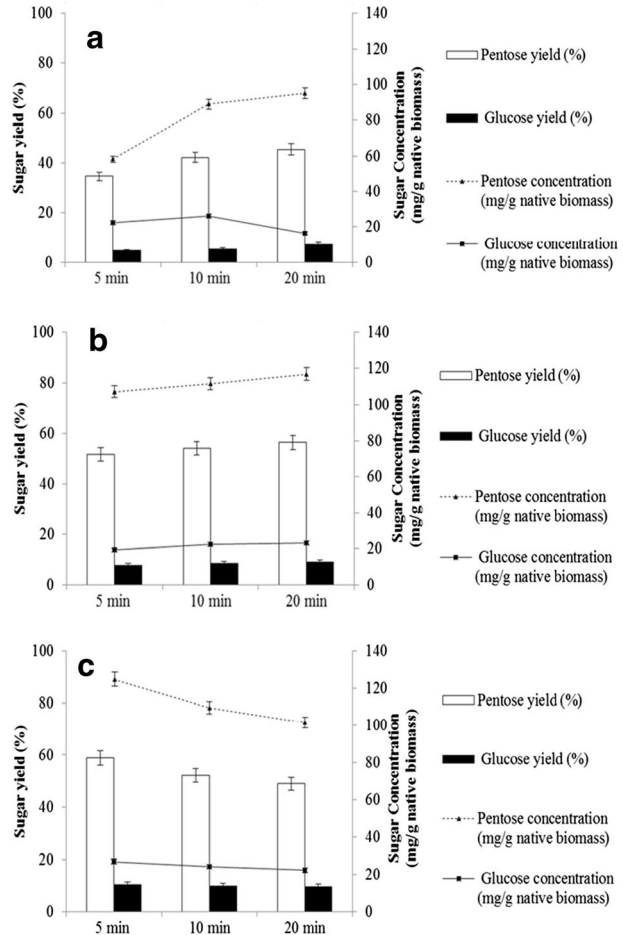 a
100
80
60
40
20
0
Sugar yield (%)
5 min
10 min
20 min
140
120
100
80
60
40
20
0
Sugar Concentration
(mg/g native biomass)
Pentose yield (%)
Glucose yield (%)
Pentose concentration
(mg/g native biomass)
Glucose concentration
(mg/g native biomass)
b
100
80
60
40
20
0
Sugar yield (%)
5 min
10 min
20 min
140
120
100
80
60
40
20
0
Sugar Concentration
(mg/g native biomass)
Pentose yield (%)
Glucose yield (%)
Pentose concentration
(mg/g native biomass)
Glucose concentration
(mg/g native biomass)
c
100
80
60
40
20
0
Sugar yield (%)
5 min
10 min
20 min
140
120
100
80
60
40
20
0
Sugar Concentration
(mg/g native biomass)
Pentose yield (%)
Glucose yield (%)
Pentose concentration
(mg/g native biomass)
Glucose concentration
(mg/g native biomass)